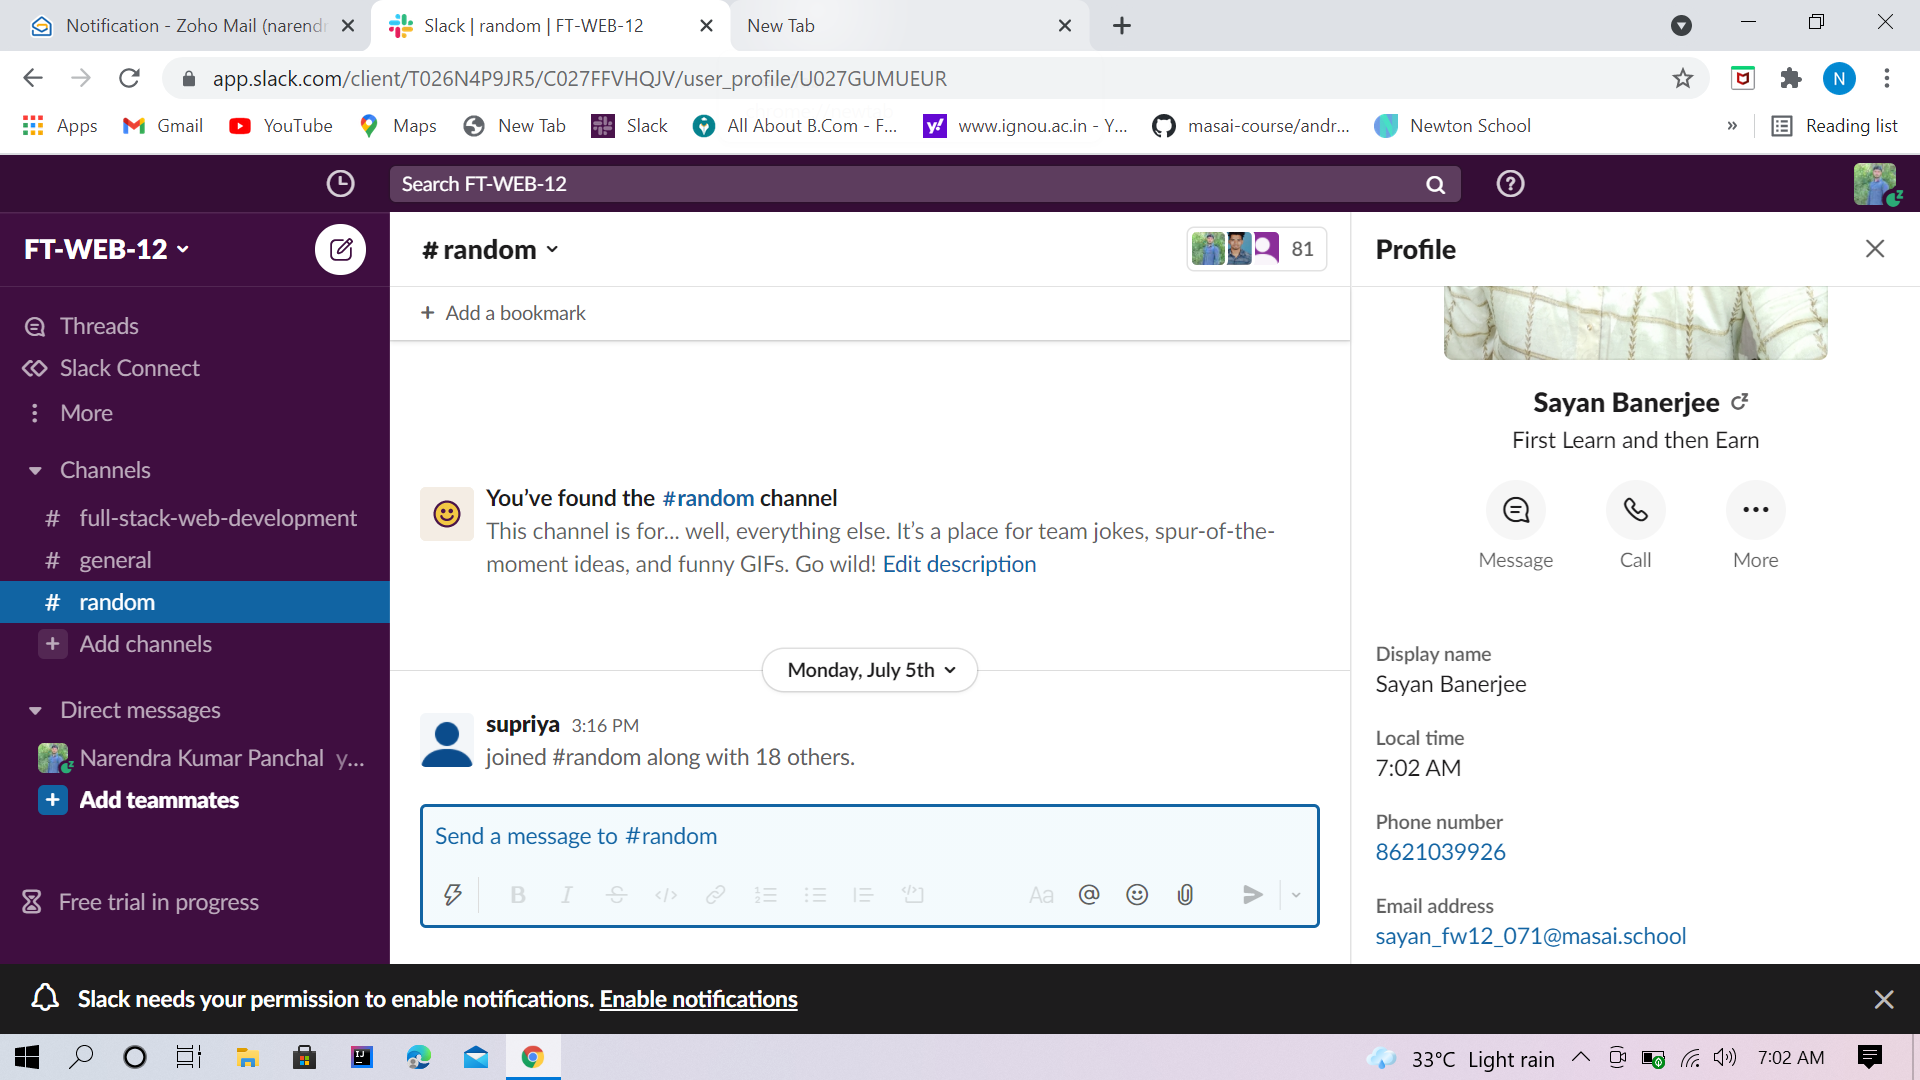 Notification - Zoho Mail (narendr
Slack | random | FT-WEB-12
New Tab
app.slack.com/client/T026N4P9JR5/C027FFVHQJV/user_profile/U027GUMUEUR
N
Apps
Gmail
YouTube
Maps
New Tab
Slack
All About B.Com - F...
www.ignou.ac.in - Y...
masai-course/andr...
Newton School
»
Reading list
Search FT-WEB-12
FT-WEB-12
# random
81
Profile
+ Add a bookmark
Threads
Slack Connect
More
Channels
# full-stack-web-development
# general
# random
+ Add channels
Direct messages
Narendra Kumar Panchal y...
+ Add teammates
Free trial in progress
You've found the #random channel
This channel is for... well, everything else. It's a place for team jokes, spur-of-the-
moment ideas, and funny GIFs. Go wild! Edit description
Monday, July 5th
supriya 3:16 PM
joined #random along with 18 others.
Send a message to #random
B I S </> Aa @
Sayan Banerjee
First Learn and then Earn
Message
Call
More
Display name
Sayan Banerjee
Local time
7:02 AM
Phone number
8621039926
Email address
sayan_fw12_071@masai.school
Slack needs your permission to enable notifications. Enable notifications
33°C Light rain
7:02 AM